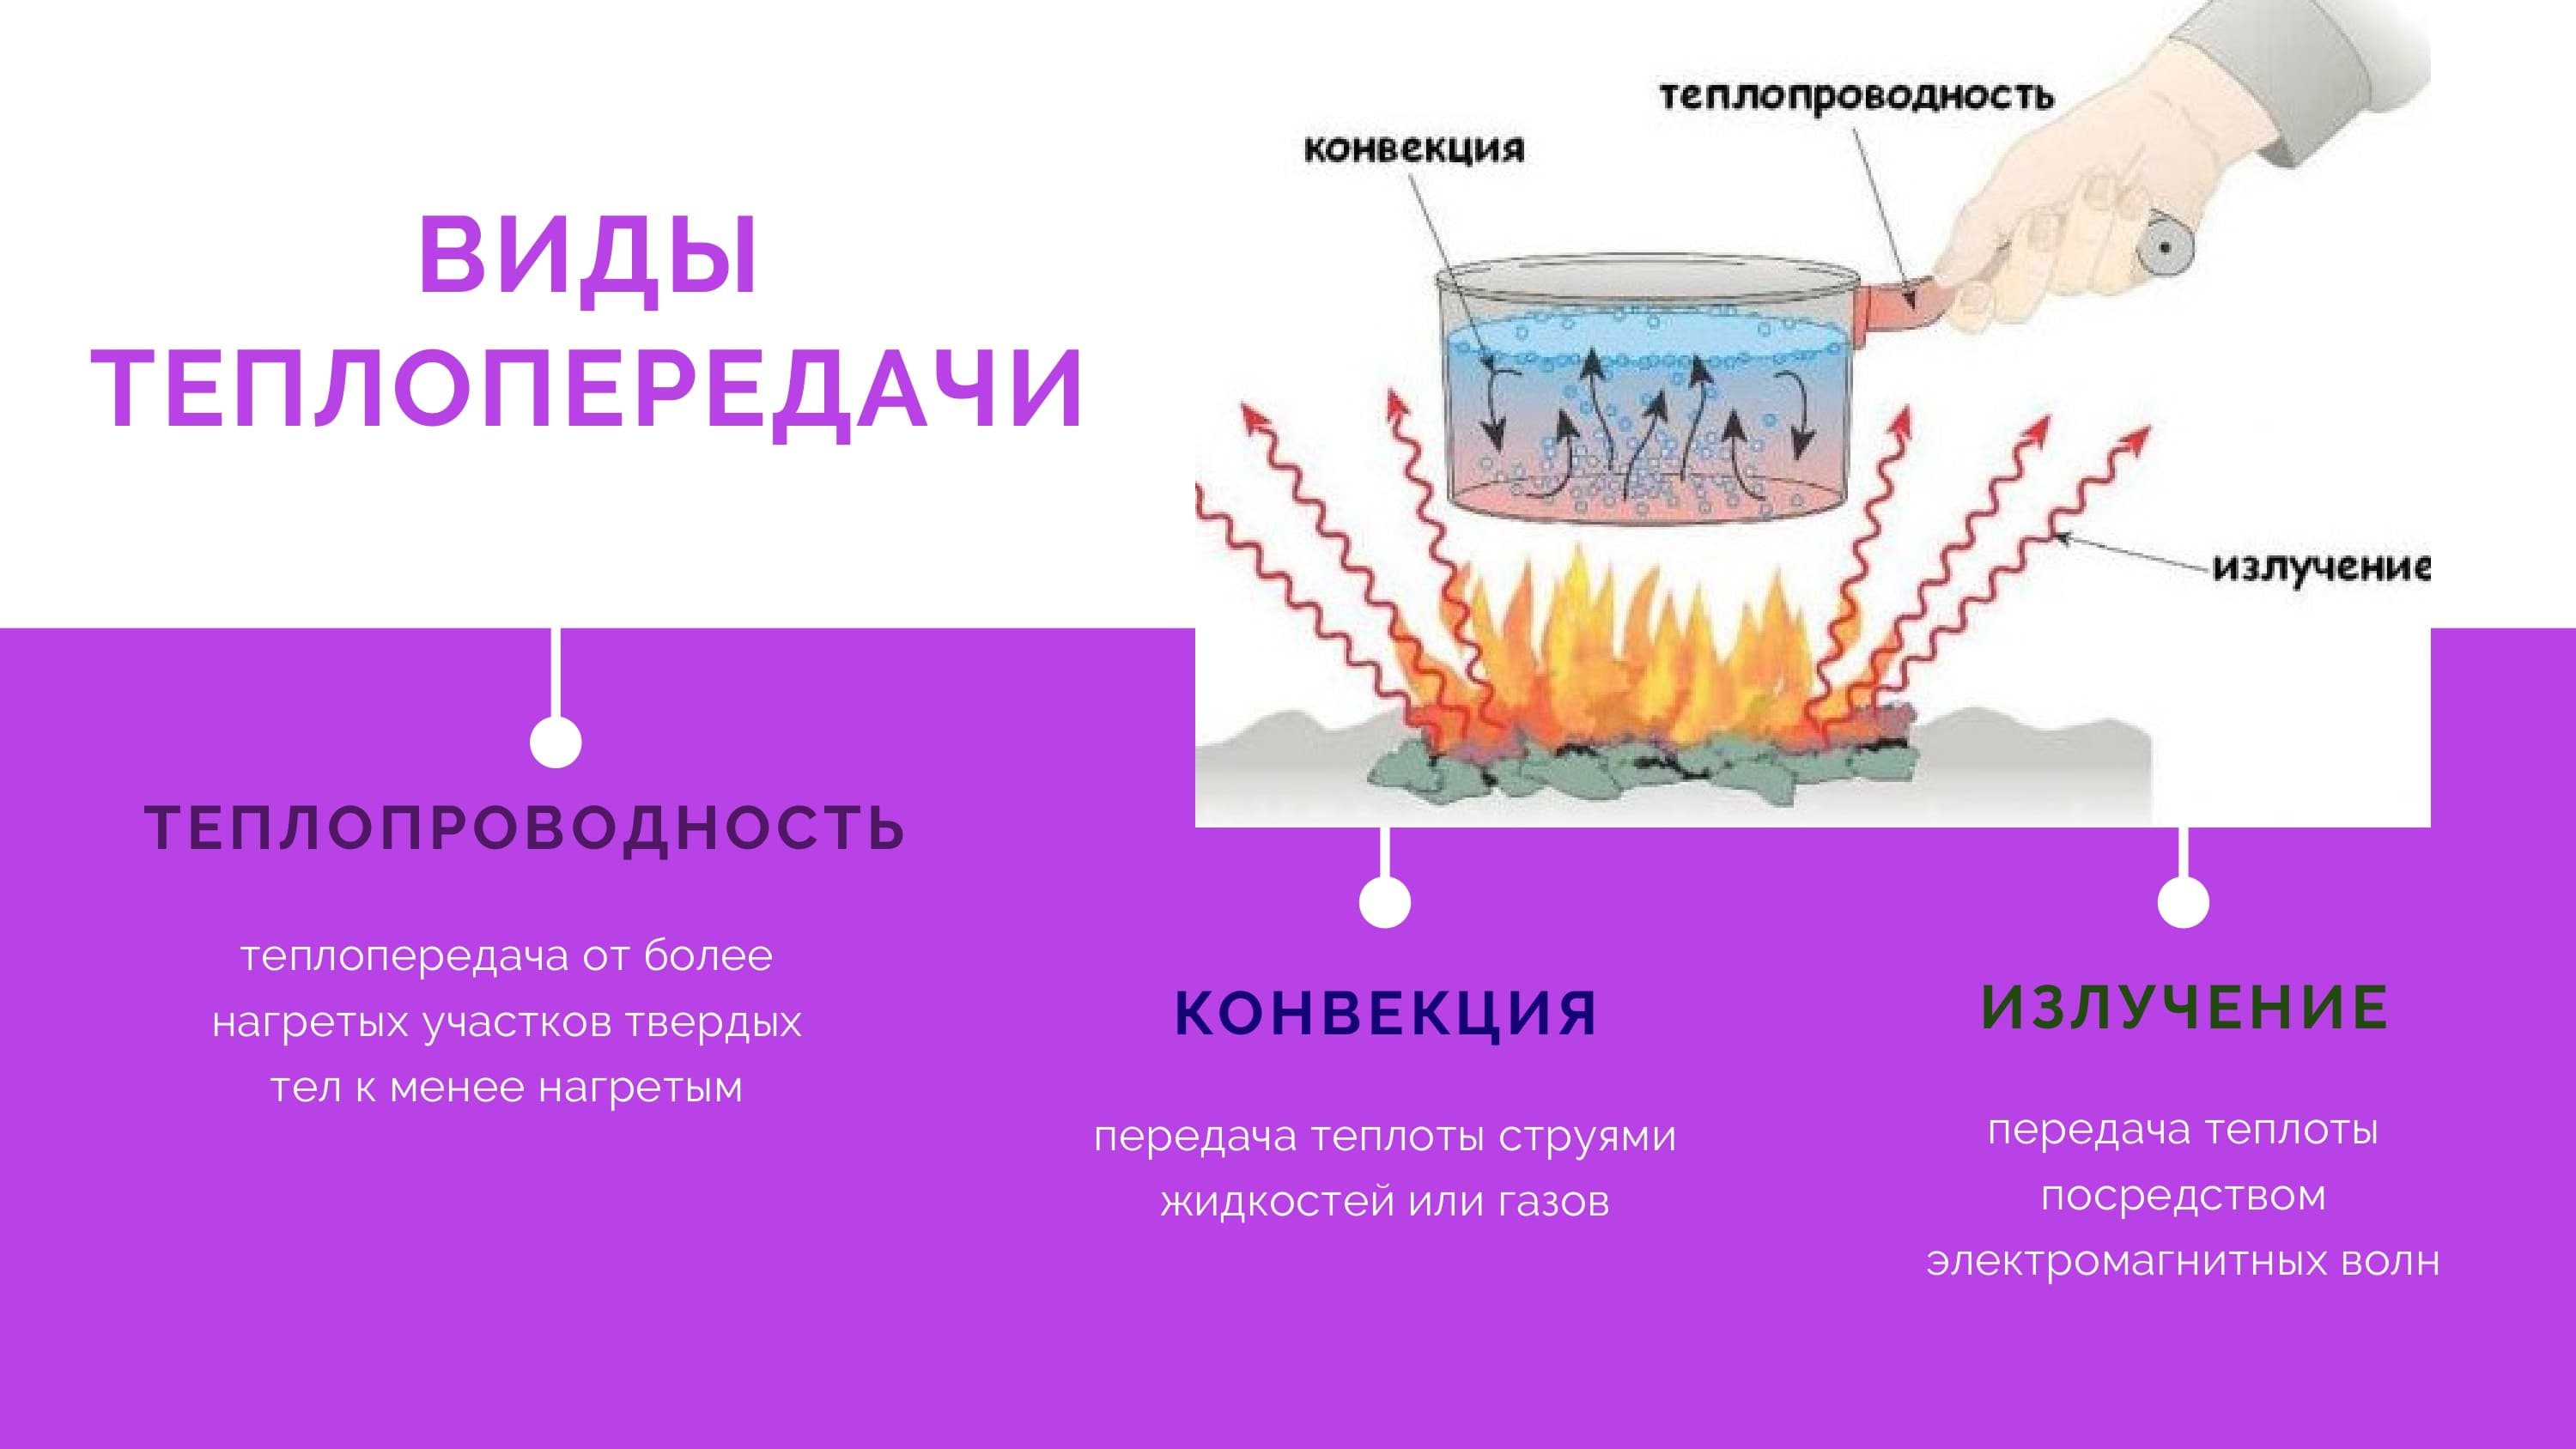 ВИДЫ
ТЕПЛОПЕРЕДАЧИ
конвекция
теплопроводность
излучение
ТЕПЛОПРОВОДНОСТЬ
теплопередача от более
нагретых участков твердых
тел к менее нагретым
КОНВЕКЦИЯ
передача теплоты струями
жидкостей или газов
ИЗЛУЧЕНИЕ
передача теплоты
посредством
электромагнитных волн